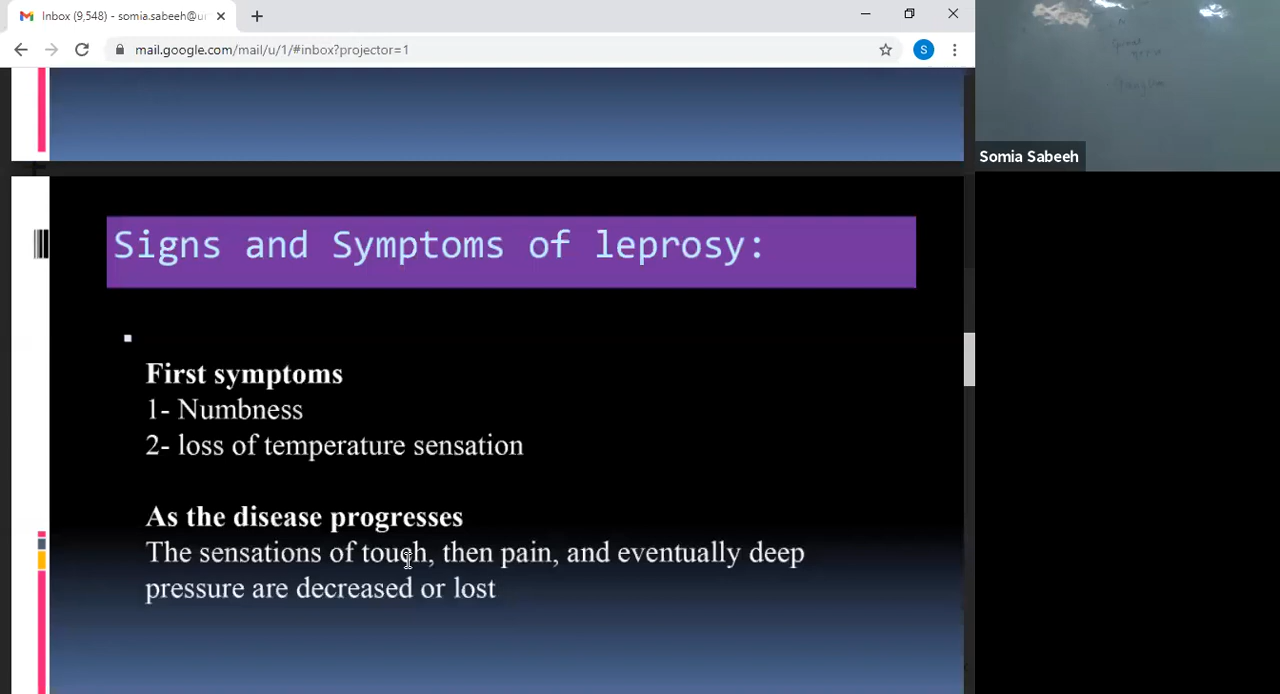 Inbox (9,548) - somia.sabeeh@u
mail.google.com/mail/u/1/#inbox?projector=1
S
Somia Sabeeh
Signs and Symptoms of leprosy:
First symptoms
1- Numbness
2- loss of temperature sensation
As the disease progresses
The sensations of touch, then pain, and eventually deep
pressure are decreased or lost